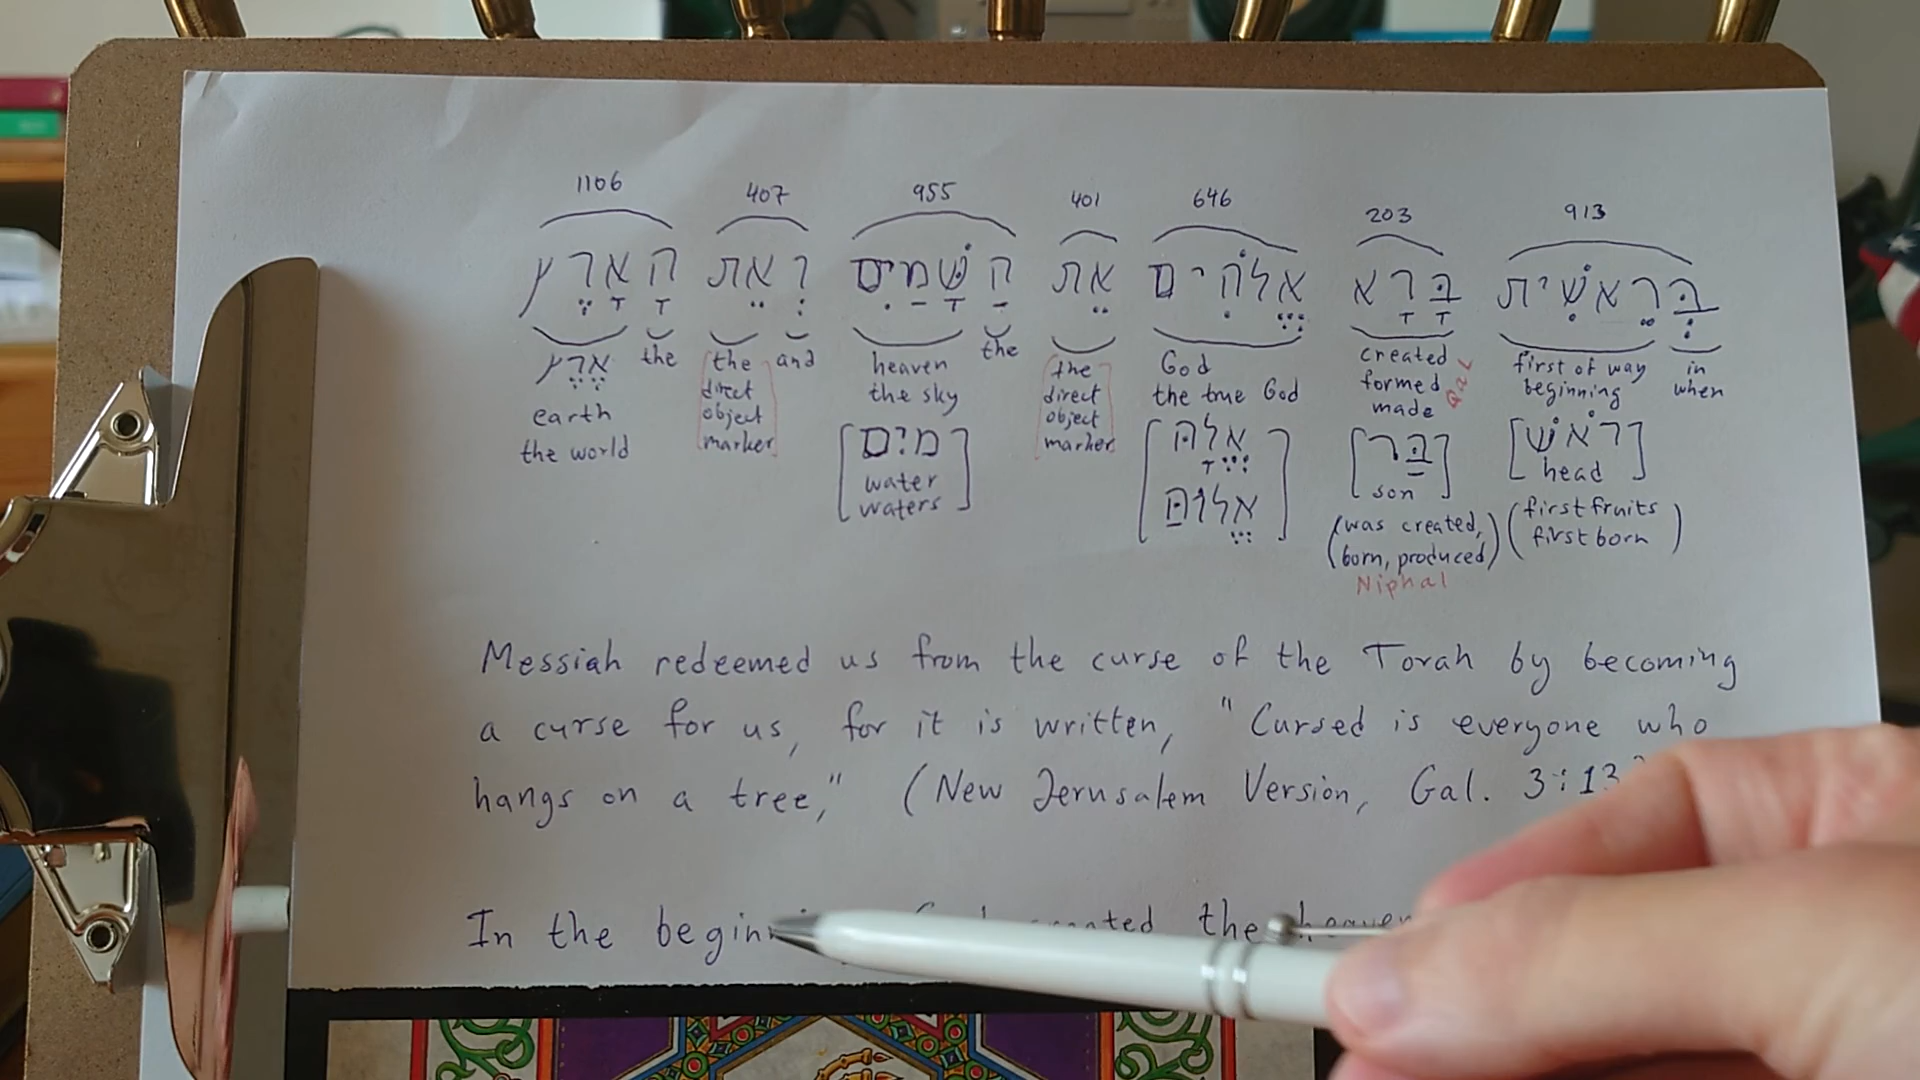 1106 407 955 401 646 203 913
בְּרֵאשִׁית בָּרָא אֱלֹהִים אֵת הַשָּׁמַיִם וְאֵת הָאָרֶץ
אֶרֶץ the the and heaven the the God created first of way in
earth direct the sky direct the true God formed Qal beginning when
the world object object made
marker marker
[מים] [אֱלָהּ] [בַּר] [רֹאשׁ]
water son head
waters אֱלוֹהַּ
(was created, (first fruits
born, produced) first born)
Niphal
Messiah redeemed us from the curse of the Torah by becoming
a curse for us, for it is written, "Cursed is everyone who
hangs on a tree," (New Jerusalem Version, Gal. 3:13
In the created the